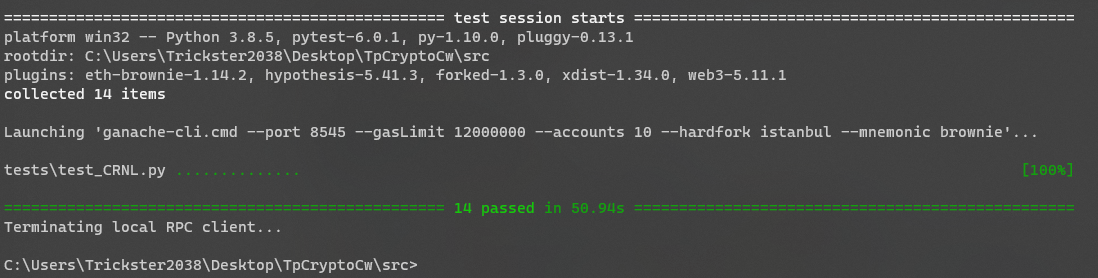 ================================================= test session starts =================================================
platform win32 -- Python 3.8.5, pytest-6.0.1, py-1.10.0, pluggy-0.13.1
rootdir: C:\Users\Trickster2038\Desktop\TpCryptoCw\src
plugins: eth-brownie-1.14.2, hypothesis-5.41.3, forked-1.3.0, xdist-1.34.0, web3-5.11.1
collected 14 items
Launching 'ganache-cli.cmd --port 8545 --gasLimit 12000000 --accounts 10 --hardfork istanbul --mnemonic brownie'...
tests\test_CRNL.py .............. [100%]
================================================= 14 passed in 50.94s =================================================
Terminating local RPC client...
C:\Users\Trickster2038\Desktop\TpCryptoCw\src>